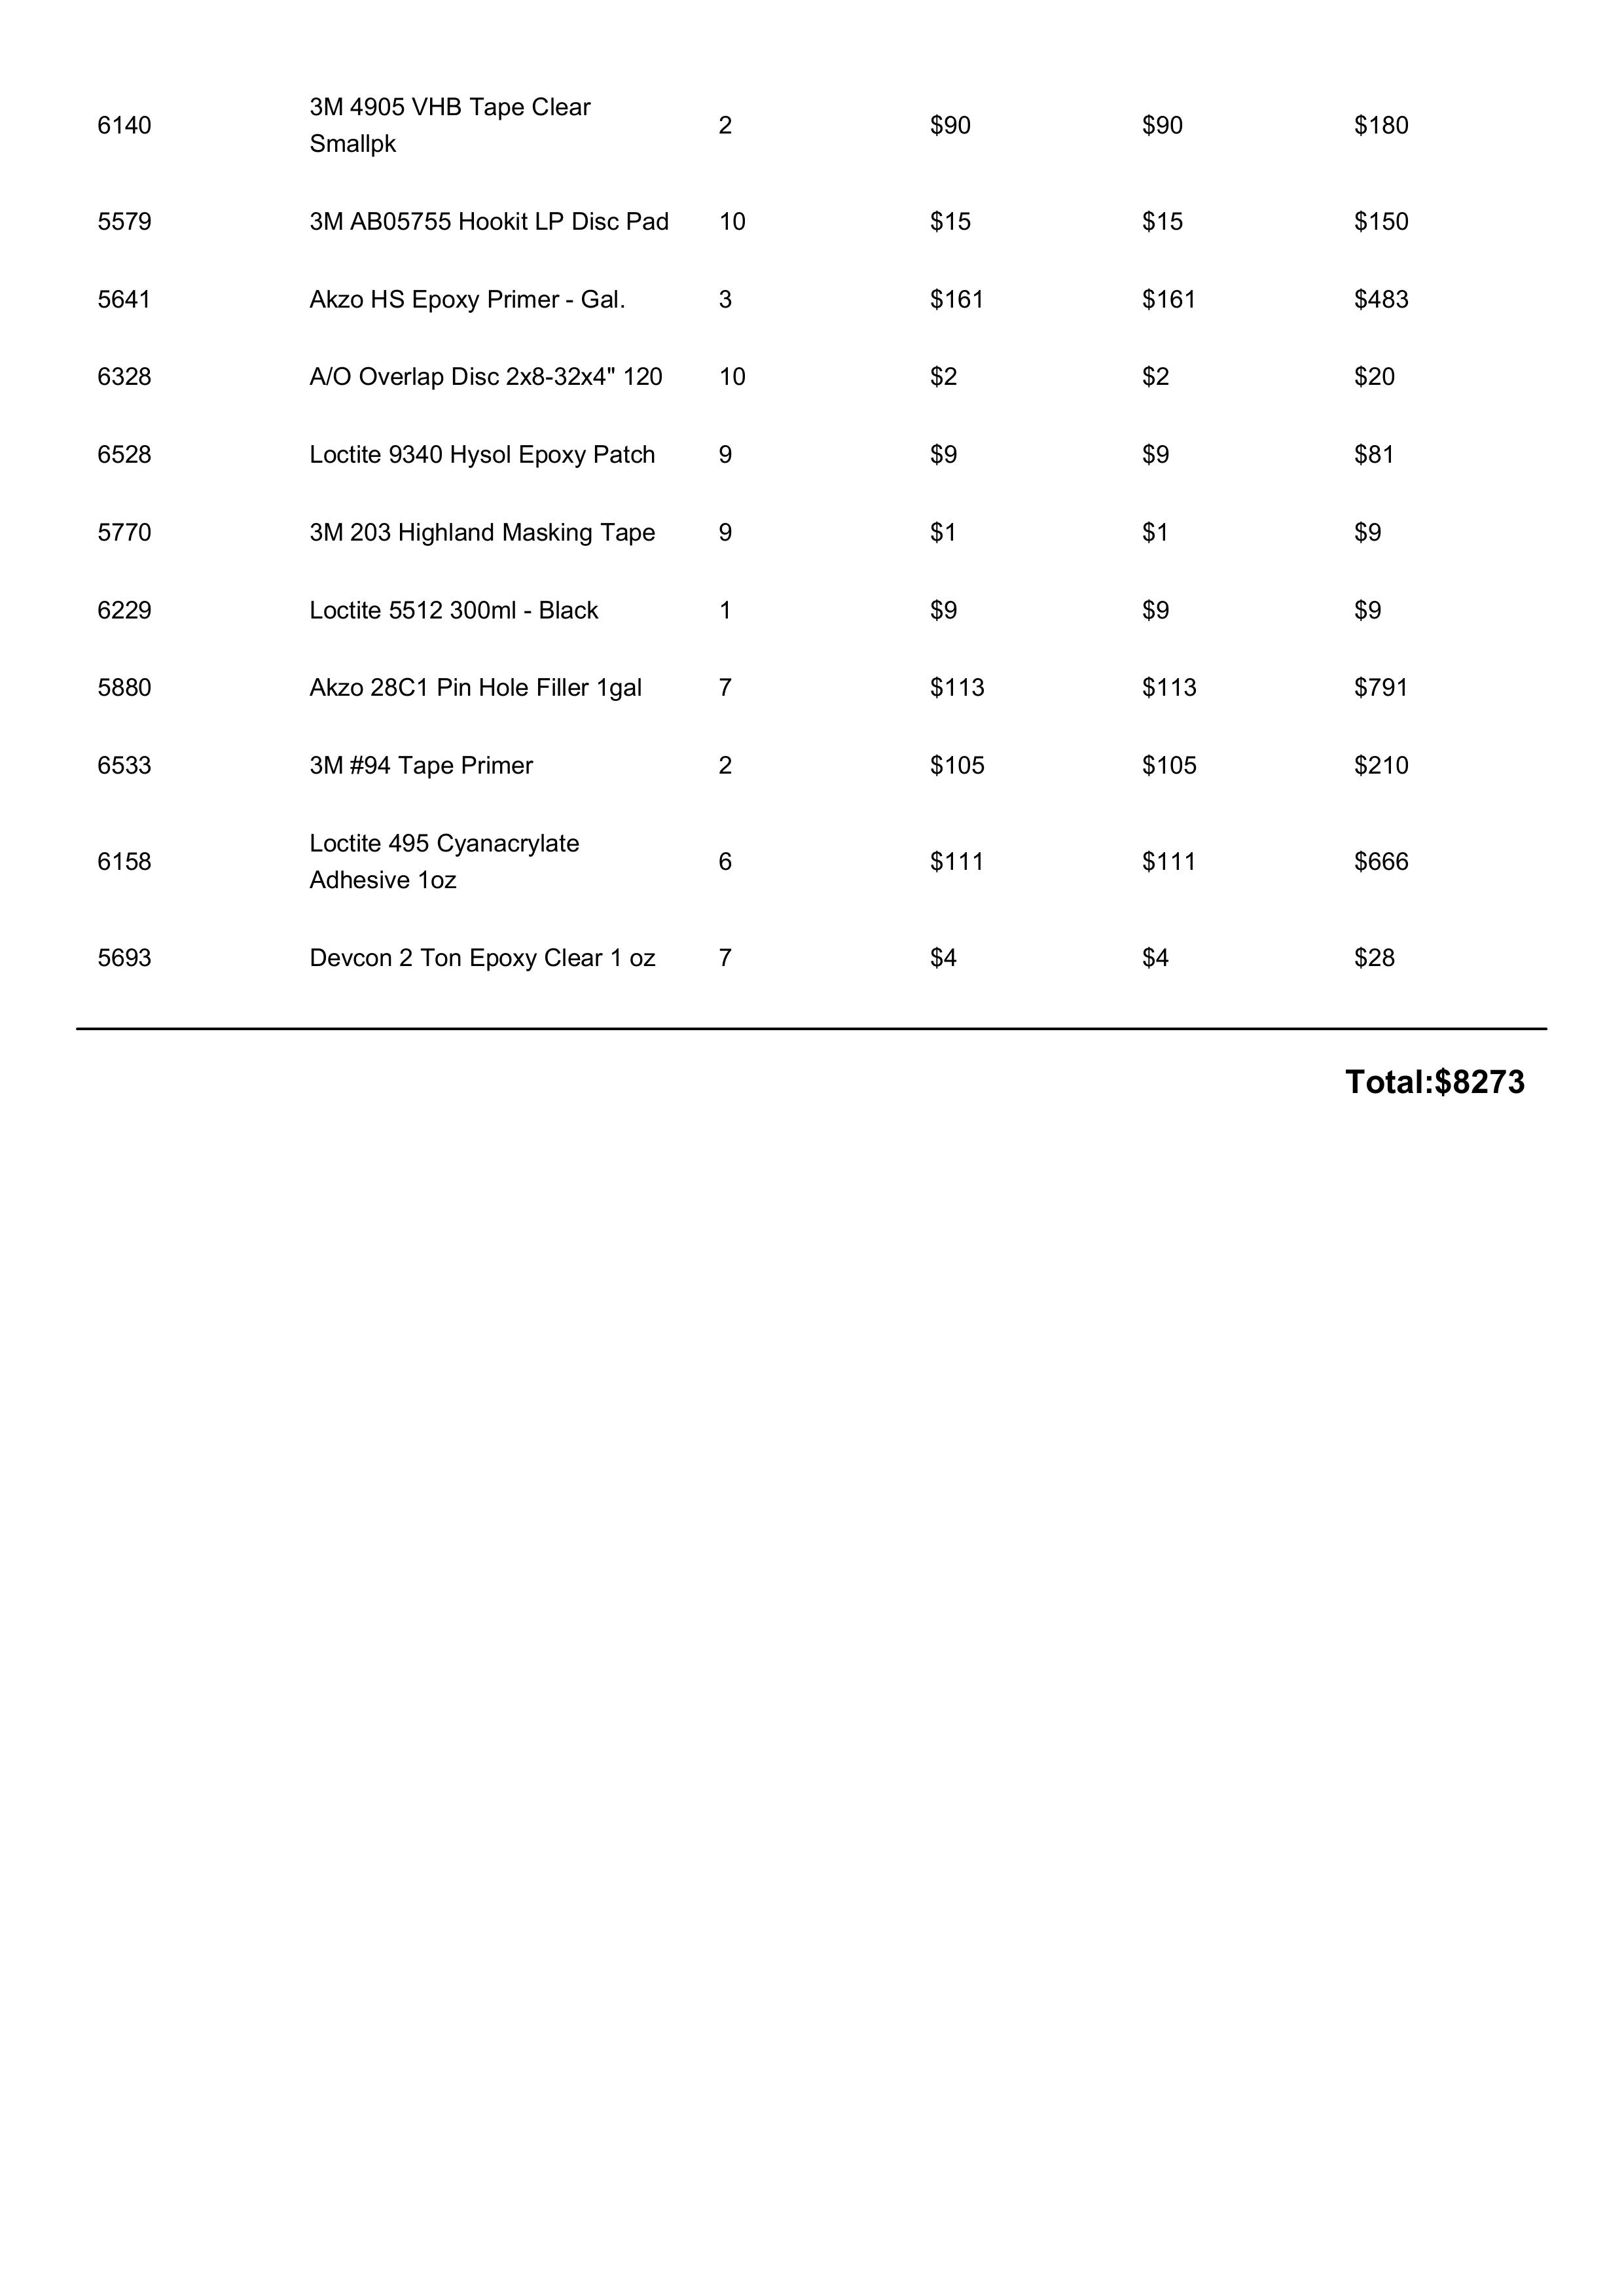 3M 4905 VHB Tape Clear
6140 2 $90 $90 $180
Smallpk
5579 3M AB05755 Hookit LP Disc Pad 10 $15 $15 $150
5641 Akzo HS Epoxy Primer - Gal. 3 $161 $161 $483
6328 A/O Overlap Disc 2x8-32x4" 120 10 $2 $2 $20
6528 Loctite 9340 Hysol Epoxy Patch 9 $9 $9 $81
5770 3M 203 Highland Masking Tape 9 $1 $1 $9
6229 Loctite 5512 300ml - Black 1 $9 $9 $9
5880 Akzo 28C1 Pin Hole Filler 1gal 7 $113 $113 $791
6533 3M #94 Tape Primer 2 $105 $105 $210
Loctite 495 Cyanacrylate
6158 6 $111 $111 $666
Adhesive 1oz
5693 Devcon 2 Ton Epoxy Clear 1 oz 7 $4 $4 $28
Total:$8273